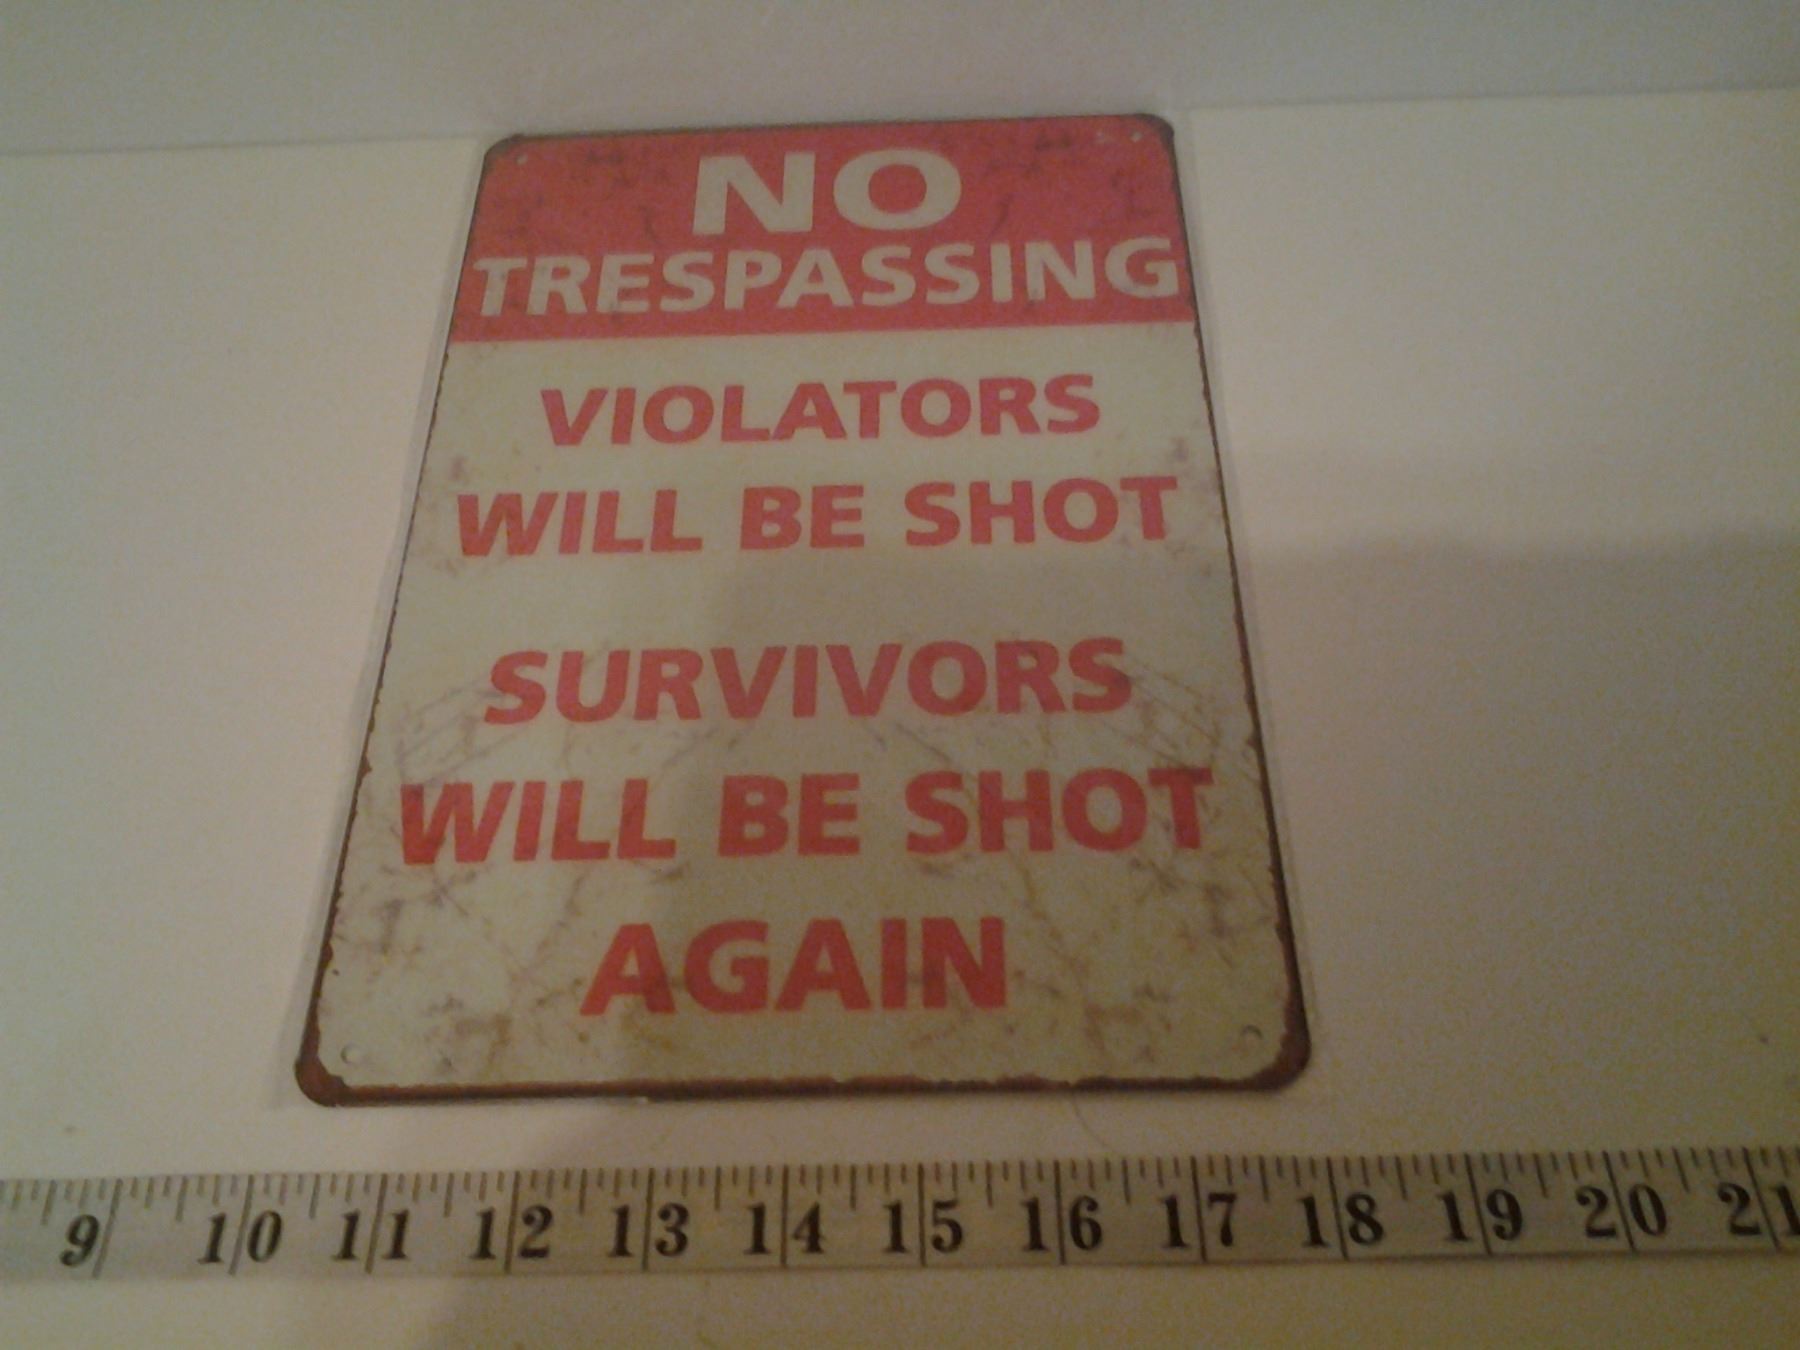 NO
TRESPASSING
VIOLATORS
WILL BE SHOT
SURVIVORS
WILL BE SHOT
AGAIN
9 10 11 12 13 14 15 16 17 18 19 20 21